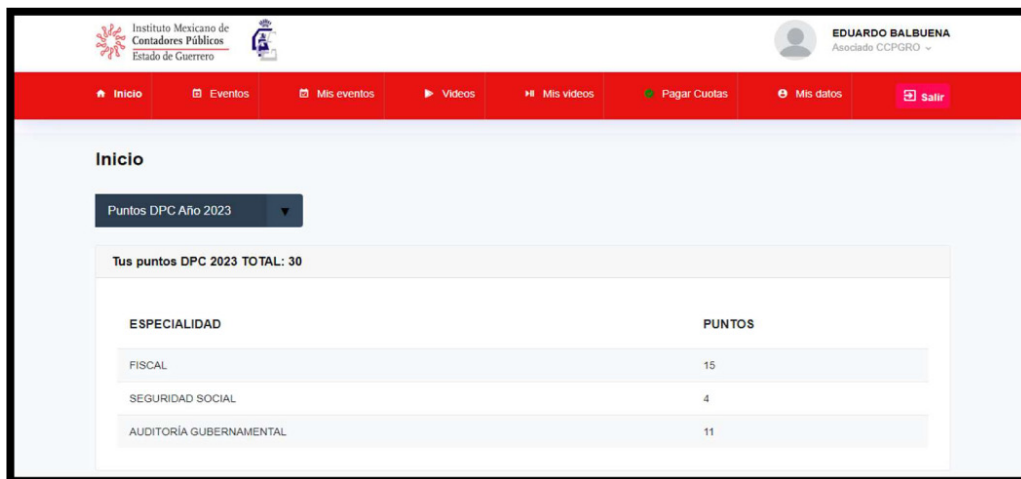 Instituto Mexicano de
Contadores Públicos
Estado de Guerrero
EDUARDO BALBUENA
Asociado CCPGRO
Inicio Eventos Mis eventos Videos Mis videos Pagar Cuotas Mis datos Salir
Inicio
Puntos DPC Año 2023
Tus puntos DPC 2023 TOTAL: 30
ESPECIALIDAD PUNTOS
FISCAL 15
SEGURIDAD SOCIAL 4
AUDITORÍA GUBERNAMENTAL 11